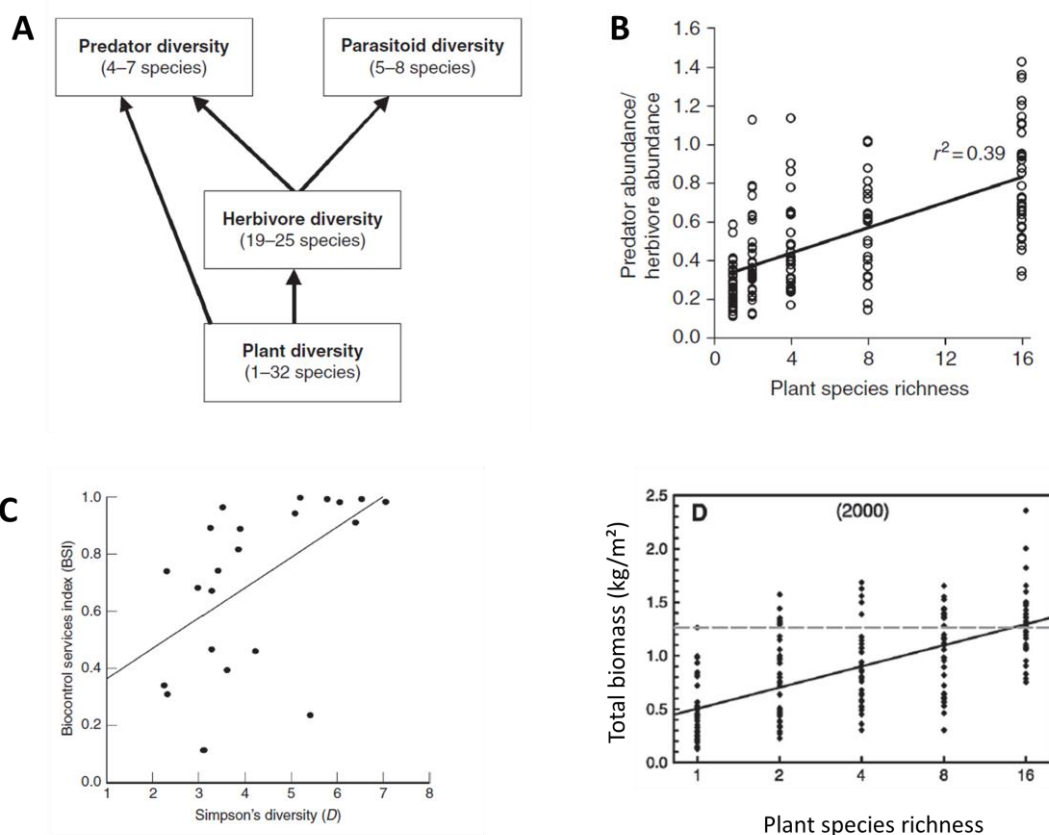 A
Predator diversity
(4–7 species)
Parasitoid diversity
(5–8 species)
Herbivore diversity
(19–25 species)
Plant diversity
(1–32 species)
B
Predator abundance/
herbivore abundance
1.4
1.2
1.0
0.8
0.6
0.4
0.2
0.0
r² = 0.39
0
4
8
12
16
Plant species richness
C
Biocontrol services index (BSI)
1.0
0.8
0.6
0.4
0.2
0.0
1
2
3
4
5
6
7
8
Simpson's diversity (D)
D
(2000)
Total biomass (kg/m²)
2.5
2.0
1.5
1.0
0.5
0.0
1
2
4
8
16
Plant species richness